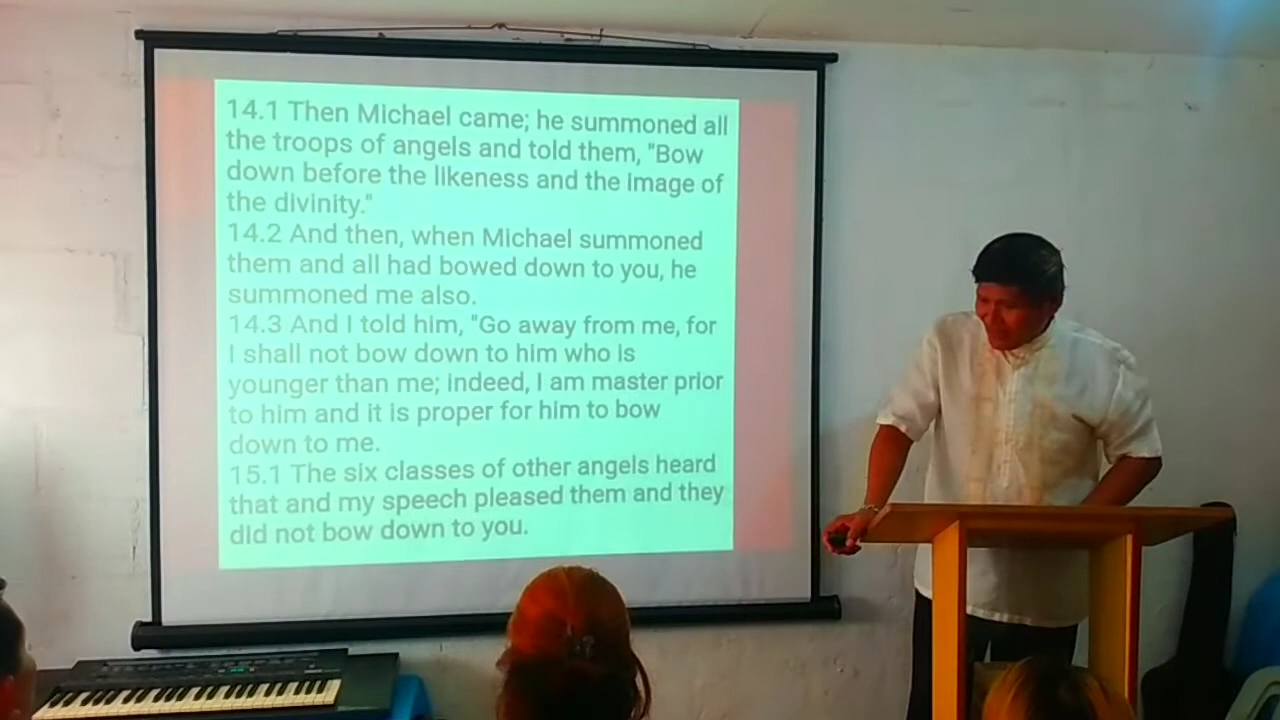 14.1 Then Michael came; he summoned all
the troops of angels and told them, "Bow
down before the likeness and the image of
the divinity."
14.2 And then, when Michael summoned
them and all had bowed down to you, he
summoned me also.
14.3 And I told him, "Go away from me, for
I shall not bow down to him who is
younger than me; indeed, I am master prior
to him and it is proper for him to bow
down to me.
15.1 The six classes of other angels heard
that and my speech pleased them and they
did not bow down to you.